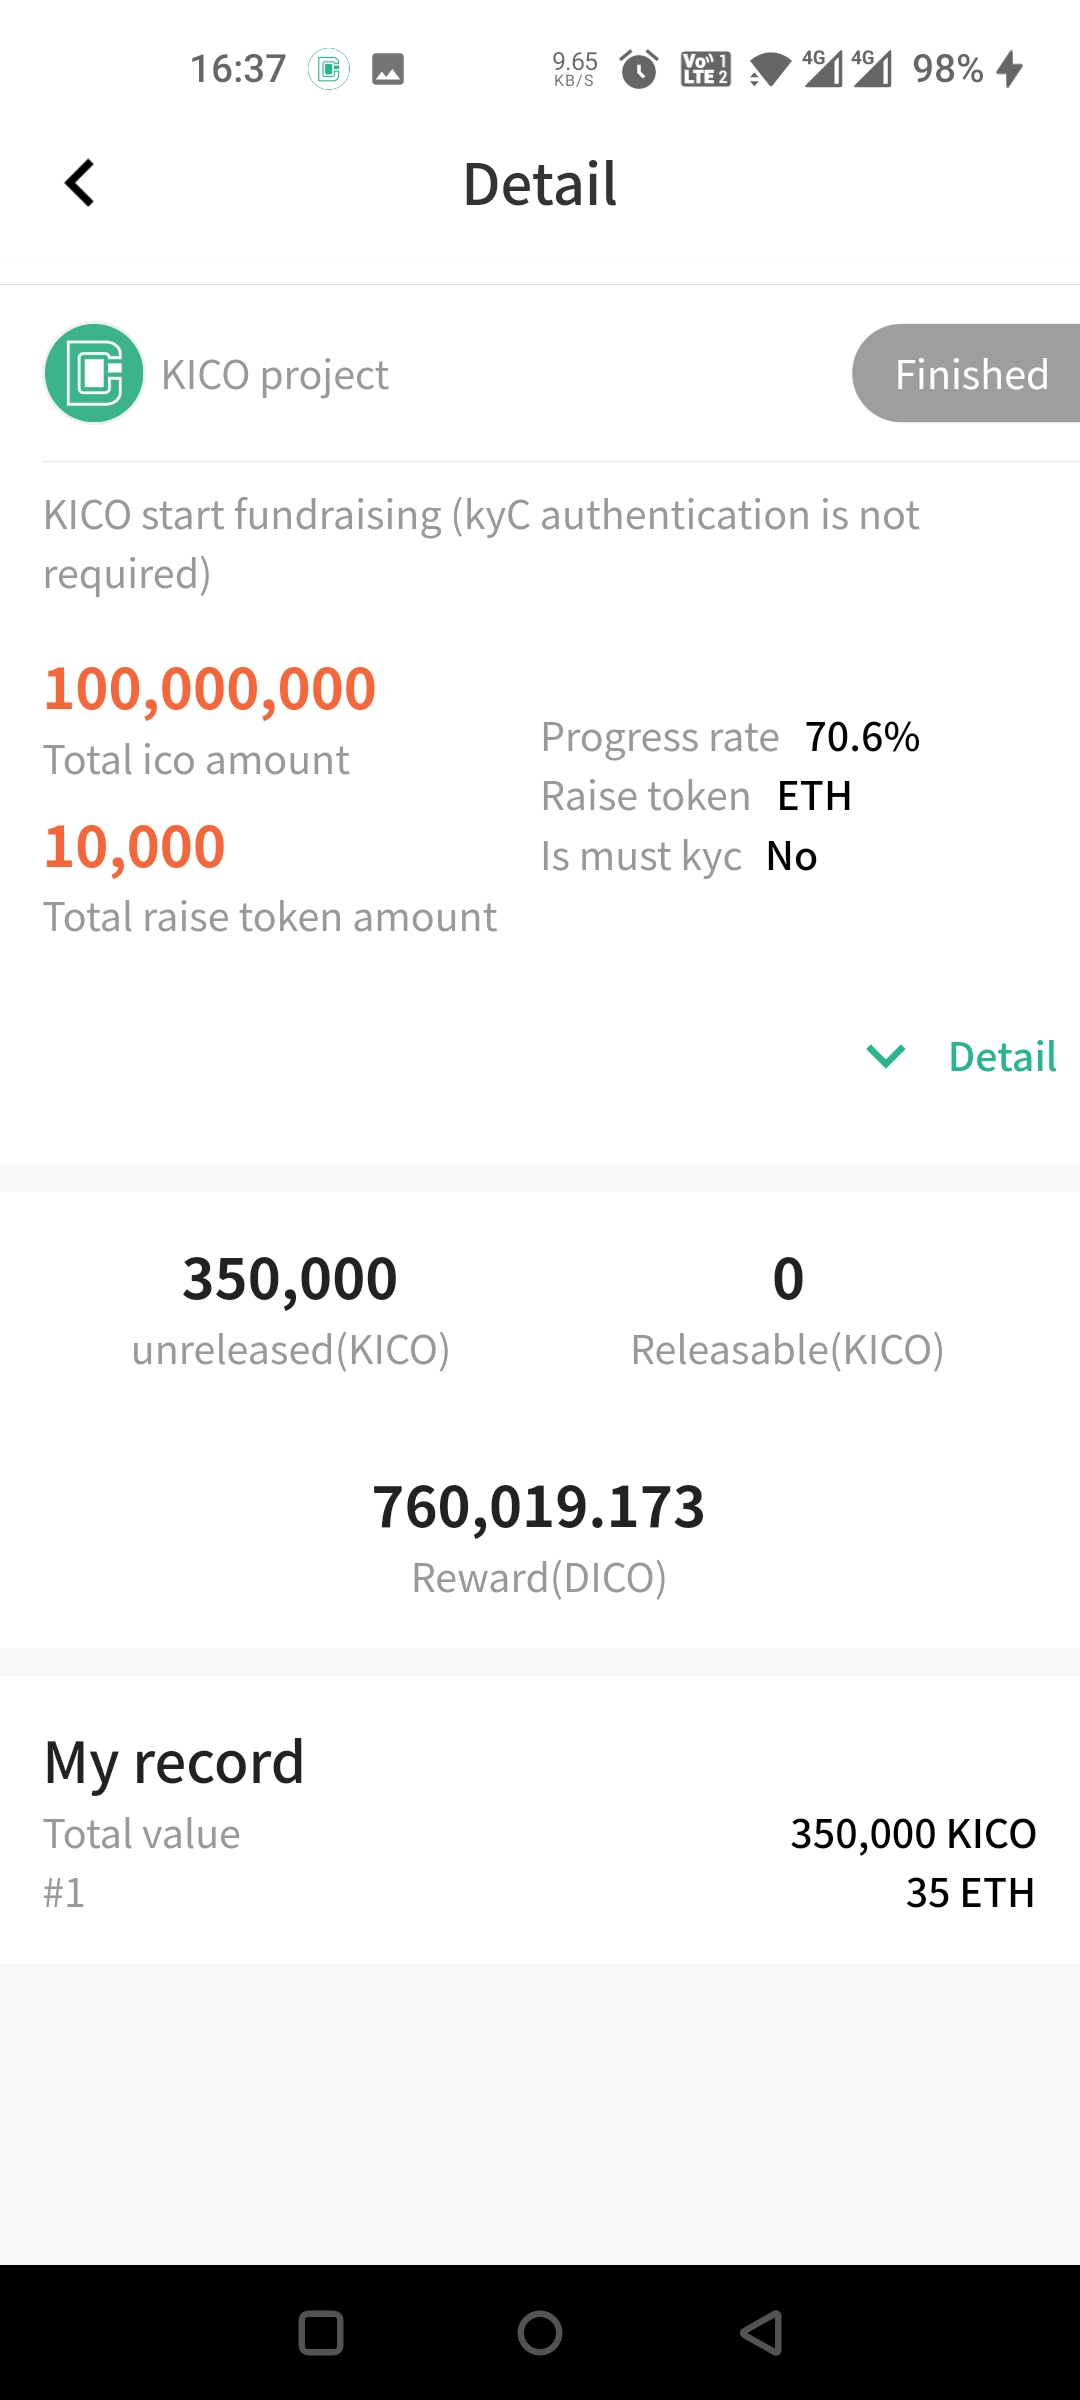 16:37 9.65 KB/S Vo)) 1 LTE 2 4G 4G 98%
Detail
KICO project Finished
KICO start fundraising (kyC authentication is not
required)
100,000,000
Total ico amount
10,000
Total raise token amount
Progress rate 70.6%
Raise token ETH
Is must kyc No
Detail
350,000
unreleased(KICO)
0
Releasable(KICO)
760,019.173
Reward(DICO)
My record
Total value 350,000 KICO
#1 35 ETH